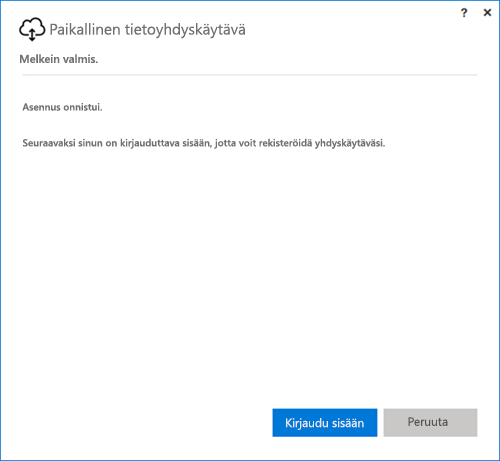 ?
Paikallinen tietoyhdyskäytävä
Melkein valmis.
Asennus onnistui.
Seuraavaksi sinun on kirjauduttava sisään, jotta voit rekisteröidä yhdyskäytäväsi.
Kirjaudu sisään
Peruuta